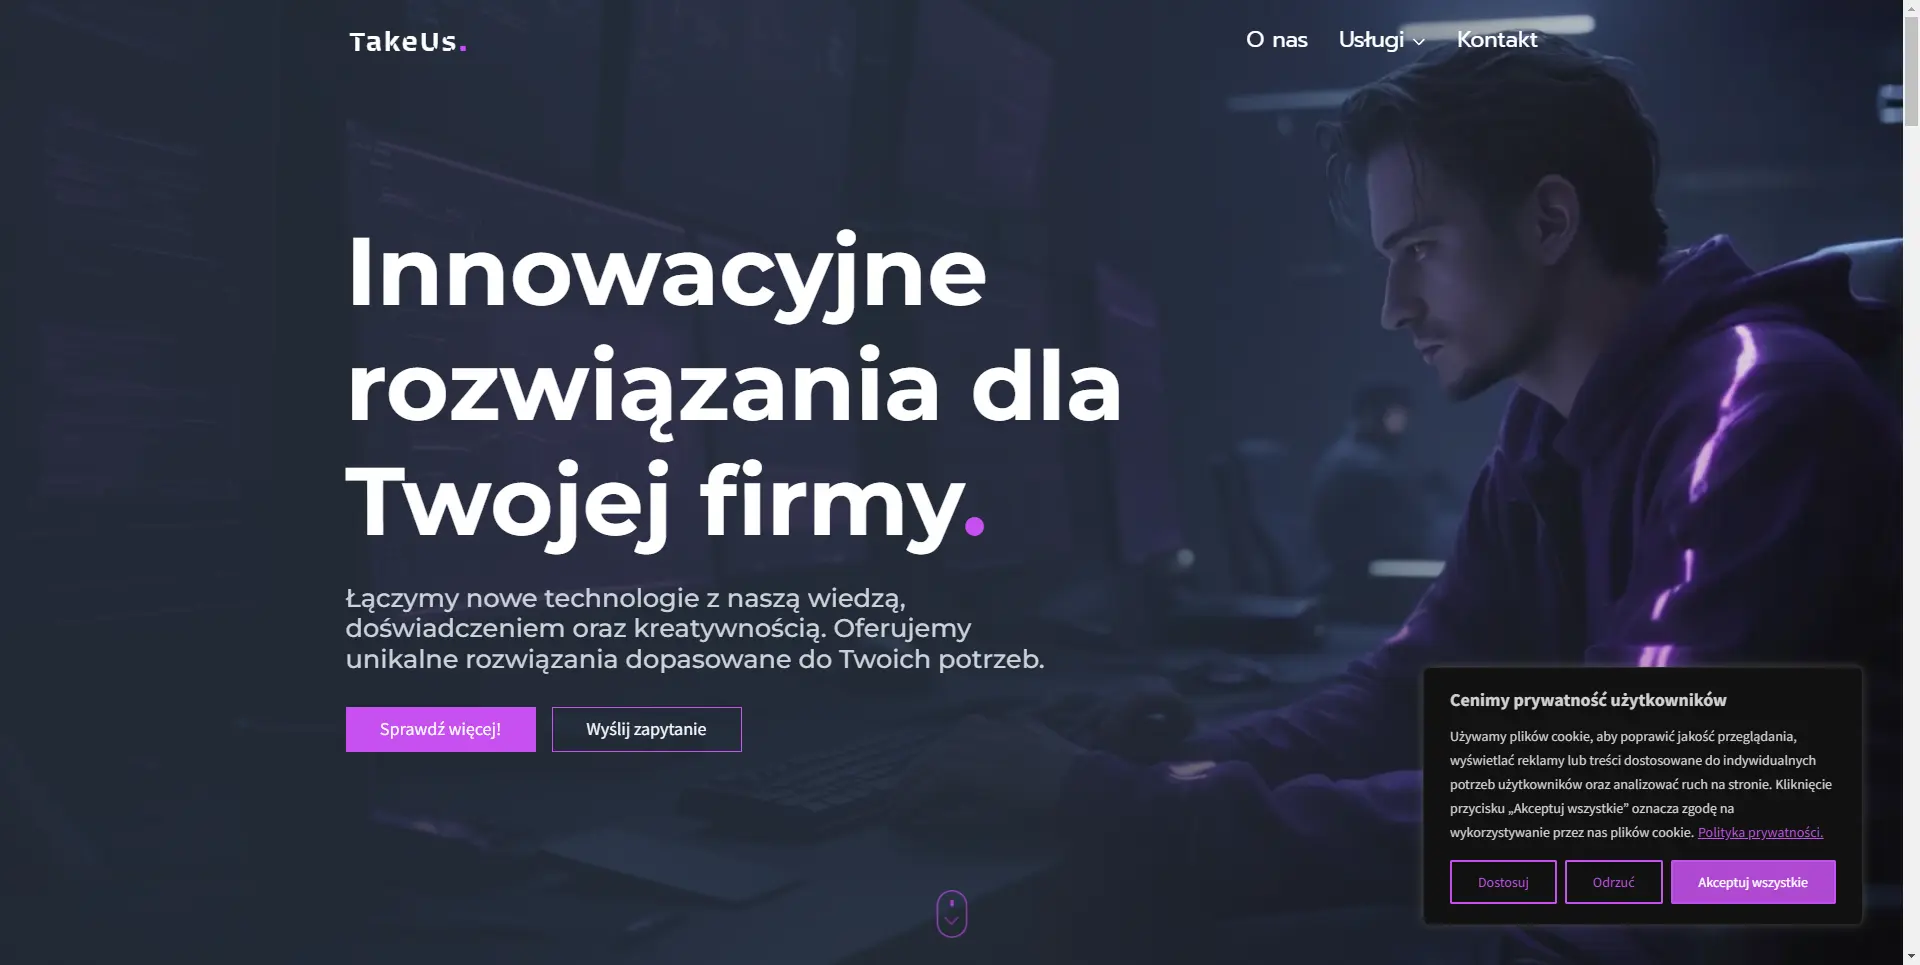 TakeUs.
O nas
Usługi
Kontakt
Innowacyjne
rozwiązania dla
Twojej firmy.
Łączymy nowe technologie z naszą wiedzą,
doświadczeniem oraz kreatywnością. Oferujemy
unikalne rozwiązania dopasowane do Twoich potrzeb.
Sprawdź więcej!
Wyślij zapytanie
Cenimy prywatność użytkowników
Używamy plików cookie, aby poprawić jakość przeglądania,
wyświetlać reklamy lub treści dostosowane do indywidualnych
potrzeb użytkowników oraz analizować ruch na stronie. Kliknięcie
przycisku „Akceptuj wszystkie” oznacza zgodę na
wykorzystywanie przez nas plików cookie. Polityka prywatności.
Dostosuj
Odrzuć
Akceptuj wszystkie